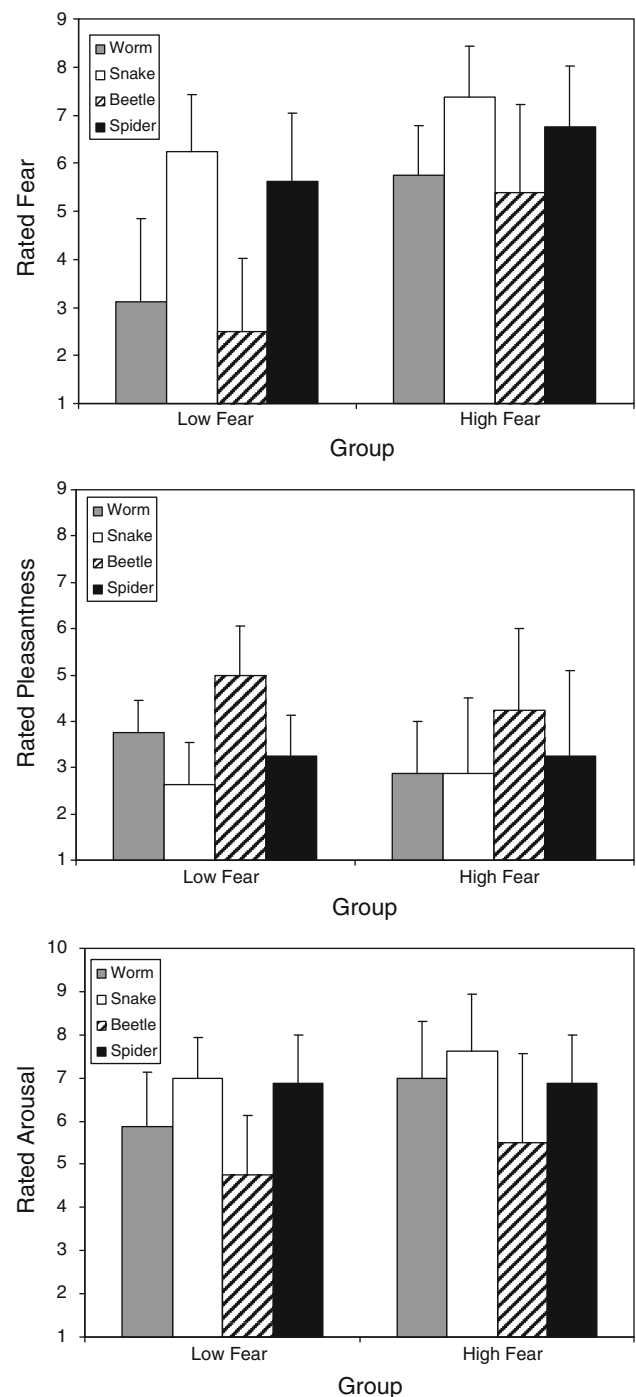 9
8
7
6
5
4
3
2
1
Rated Fear
Worm
Snake
Beetle
Spider
Low Fear
High Fear
Group
9
8
7
6
5
4
3
2
1
Rated Pleasantness
Worm
Snake
Beetle
Spider
Low Fear
High Fear
Group
10
9
8
7
6
5
4
3
2
1
Rated Arousal
Worm
Snake
Beetle
Spider
Low Fear
High Fear
Group